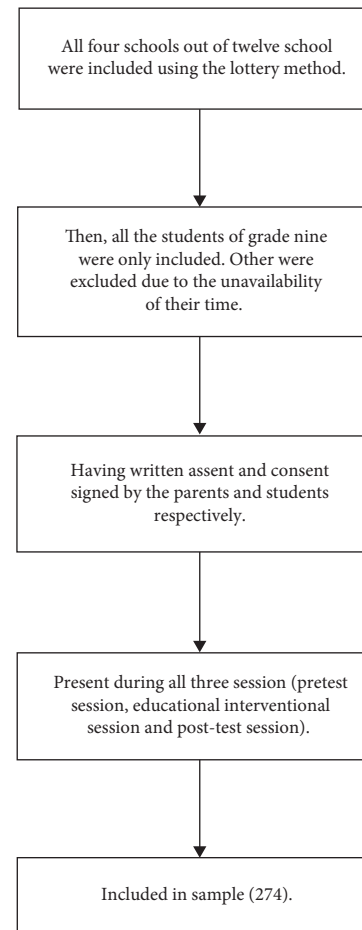 All four schools out of twelve school
were included using the lottery method.
Then, all the students of grade nine
were only included. Other were
excluded due to the unavailability
of their time.
Having written assent and consent
signed by the parents and students
respectively.
Present during all three session (pretest
session, educational interventional
session and post-test session).
Included in sample (274).